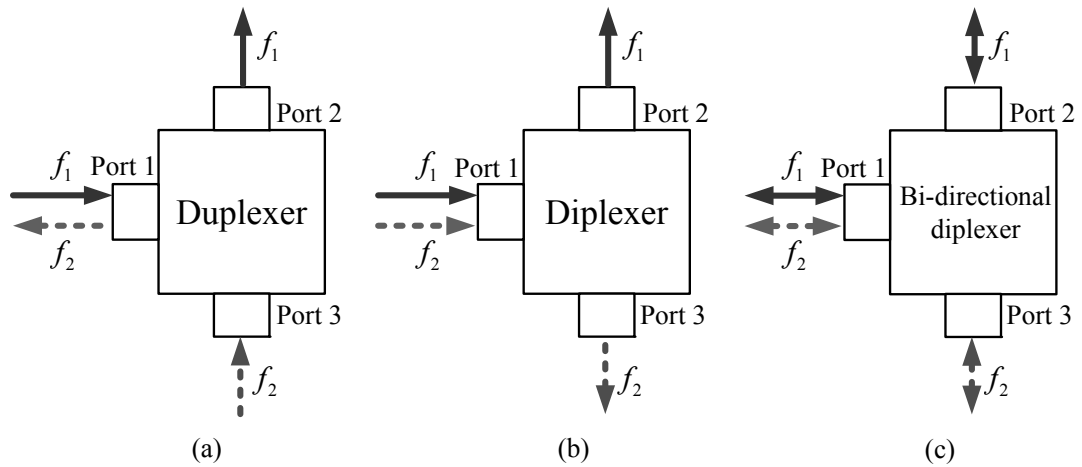 f1
Port 2
Port 1
f1
Duplexer
f2
Port 3
f2
(a)
f1
Port 2
Port 1
f1
Diplexer
f2
Port 3
f2
(b)
f1
Port 2
Port 1
f1
Bi-directional
diplexer
f2
Port 3
f2
(c)